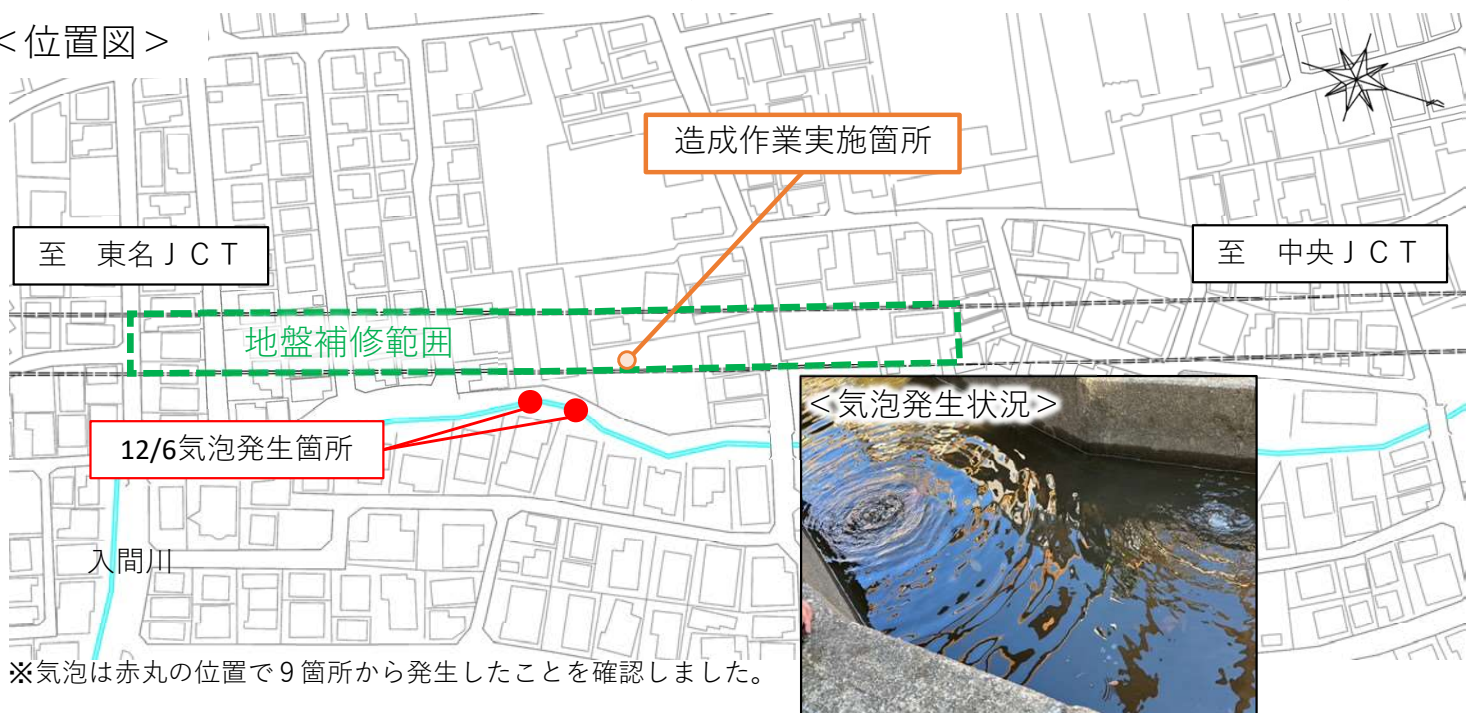 ＜位置図＞
造成作業実施箇所
至　東名ＪＣＴ
至　中央ＪＣＴ
地盤補修範囲
＜気泡発生状況＞
12/6気泡発生箇所
入間川
※気泡は赤丸の位置で９箇所から発生したことを確認しました。